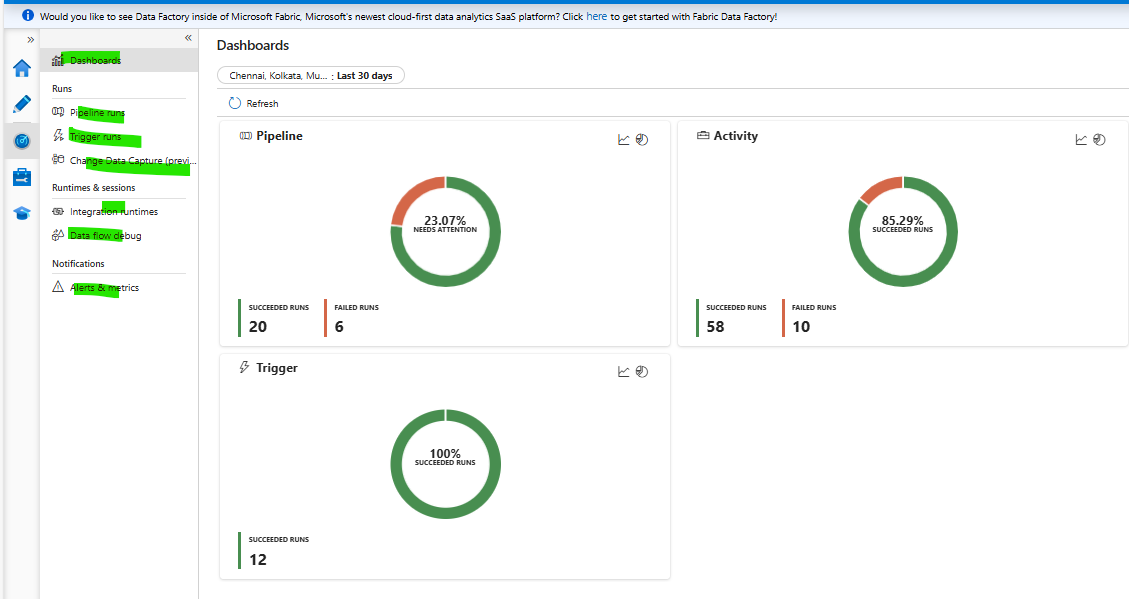 Would you like to see Data Factory inside of Microsoft Fabric, Microsoft's newest cloud-first data analytics SaaS platform? Click here to get started with Fabric Data Factory!
»
«
Dashboards
Runs
Pipeline runs
Trigger runs
Change Data Capture (previ...
Runtimes & sessions
Integration runtimes
Data flow debug
Notifications
Alerts & metrics
Dashboards
Chennai, Kolkata, Mu... : Last 30 days
Refresh
Pipeline
23.07%
NEEDS ATTENTION
SUCCEEDED RUNS
20
FAILED RUNS
6
Activity
85.29%
SUCCEEDED RUNS
SUCCEEDED RUNS
58
FAILED RUNS
10
Trigger
100%
SUCCEEDED RUNS
SUCCEEDED RUNS
12